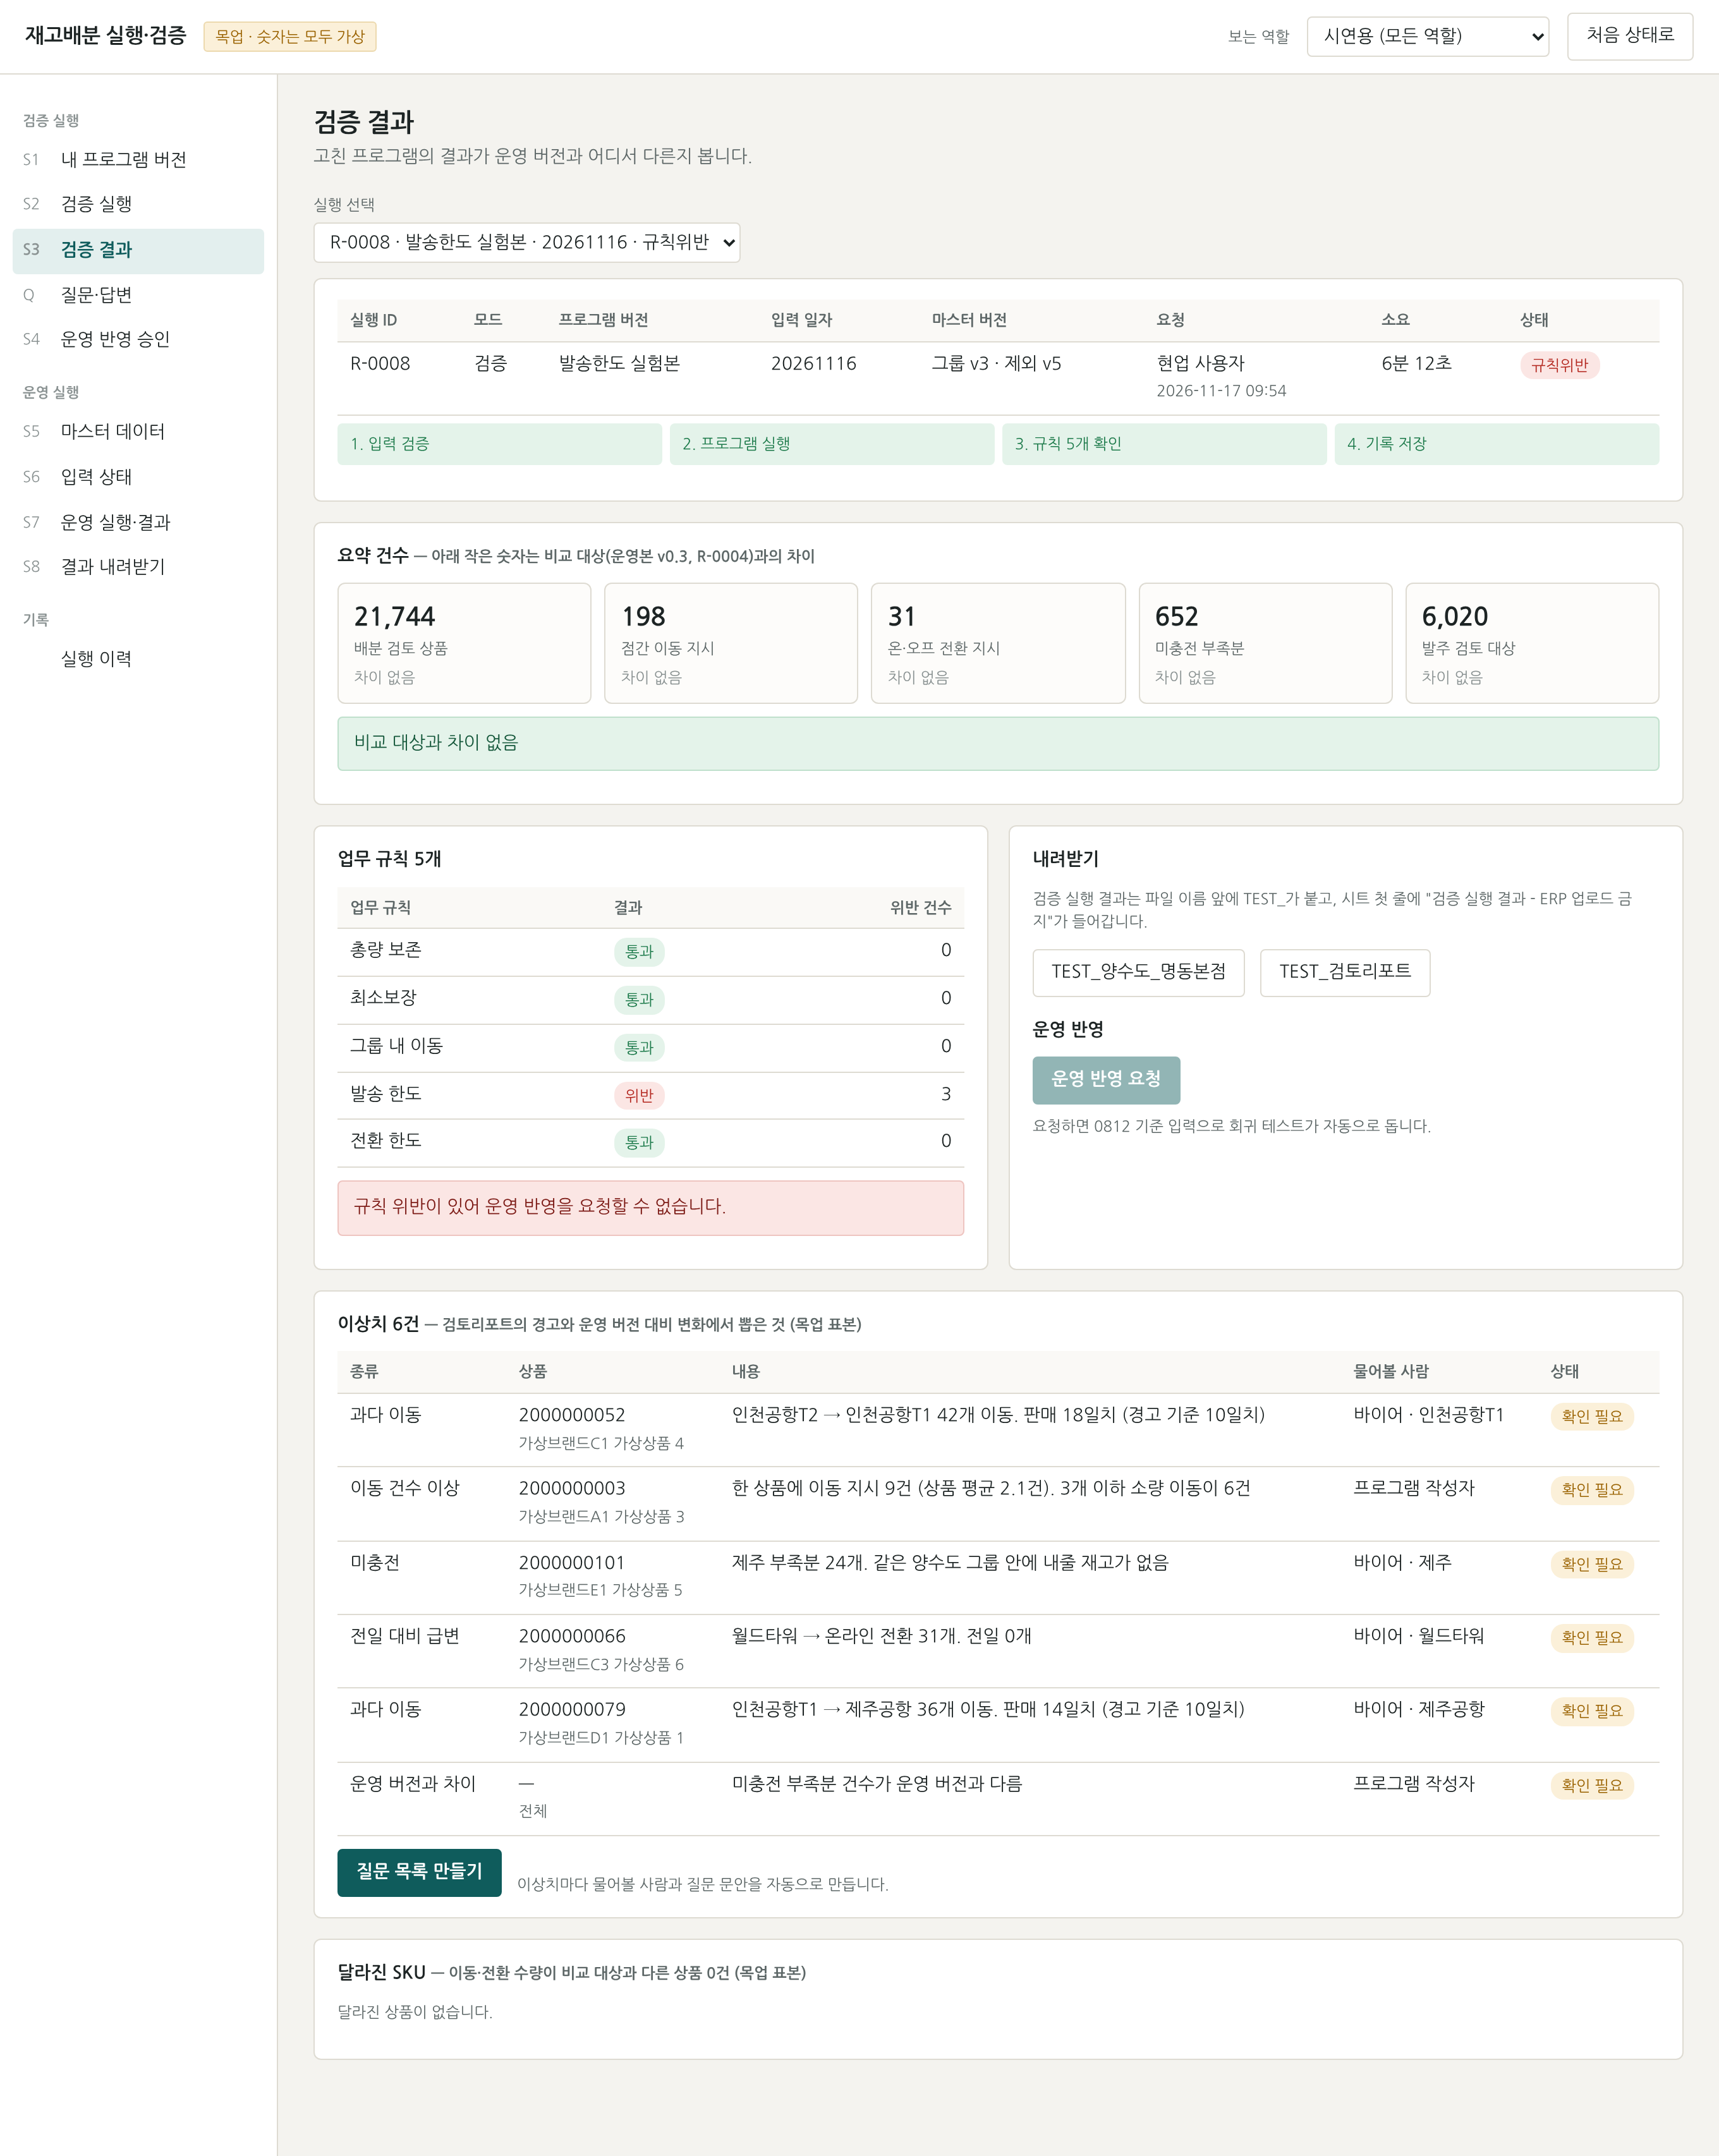 재고배분 실행·검증
목업 · 숫자는 모두 가상
보는 역할
시연용 (모든 역할)
처음 상태로
검증 실행
S1 내 프로그램 버전
S2 검증 실행
S3 검증 결과
Q 질문·답변
S4 운영 반영 승인
운영 실행
S5 마스터 데이터
S6 입력 상태
S7 운영 실행·결과
S8 결과 내려받기
기록
실행 이력
검증 결과
고친 프로그램의 결과가 운영 버전과 어디서 다른지 봅니다.
실행 선택
R-0008 · 발송한도 실험본 · 20261116 · 규칙위반
실행 ID 모드 프로그램 버전 입력 일자 마스터 버전 요청 소요 상태
R-0008 검증 발송한도 실험본 20261116 그룹 v3 · 제외 v5 현업 사용자 6분 12초 규칙위반
2026-11-17 09:54
1. 입력 검증
2. 프로그램 실행
3. 규칙 5개 확인
4. 기록 저장
요약 건수 — 아래 작은 숫자는 비교 대상(운영본 v0.3, R-0004)과의 차이
21,744
배분 검토 상품
차이 없음
198
점간 이동 지시
차이 없음
31
온·오프 전환 지시
차이 없음
652
미충전 부족분
차이 없음
6,020
발주 검토 대상
차이 없음
비교 대상과 차이 없음
업무 규칙 5개
업무 규칙 결과 위반 건수
총량 보존 통과 0
최소보장 통과 0
그룹 내 이동 통과 0
발송 한도 위반 3
전환 한도 통과 0
규칙 위반이 있어 운영 반영을 요청할 수 없습니다.
내려받기
검증 실행 결과는 파일 이름 앞에 TEST_가 붙고, 시트 첫 줄에 "검증 실행 결과 - ERP 업로드 금
지"가 들어갑니다.
TEST_양수도_명동본점
TEST_검토리포트
운영 반영
운영 반영 요청
요청하면 0812 기준 입력으로 회귀 테스트가 자동으로 돕니다.
이상치 6건 — 검토리포트의 경고와 운영 버전 대비 변화에서 뽑은 것 (목업 표본)
종류 상품 내용 물어볼 사람 상태
과다 이동 2000000052 인천공항T2 → 인천공항T1 42개 이동. 판매 18일치 (경고 기준 10일치) 바이어 · 인천공항T1 확인 필요
가상브랜드C1 가상상품 4
이동 건수 이상 2000000003 한 상품에 이동 지시 9건 (상품 평균 2.1건). 3개 이하 소량 이동이 6건 프로그램 작성자 확인 필요
가상브랜드A1 가상상품 3
미충전 2000000101 제주 부족분 24개. 같은 양수도 그룹 안에 내줄 재고가 없음 바이어 · 제주 확인 필요
가상브랜드E1 가상상품 5
전일 대비 급변 2000000066 월드타워 → 온라인 전환 31개. 전일 0개 바이어 · 월드타워 확인 필요
가상브랜드C3 가상상품 6
과다 이동 2000000079 인천공항T1 → 제주공항 36개 이동. 판매 14일치 (경고 기준 10일치) 바이어 · 제주공항 확인 필요
가상브랜드D1 가상상품 1
운영 버전과 차이 — 미충전 부족분 건수가 운영 버전과 다름 프로그램 작성자 확인 필요
전체
질문 목록 만들기
이상치마다 물어볼 사람과 질문 문안을 자동으로 만듭니다.
달라진 SKU — 이동·전환 수량이 비교 대상과 다른 상품 0건 (목업 표본)
달라진 상품이 없습니다.